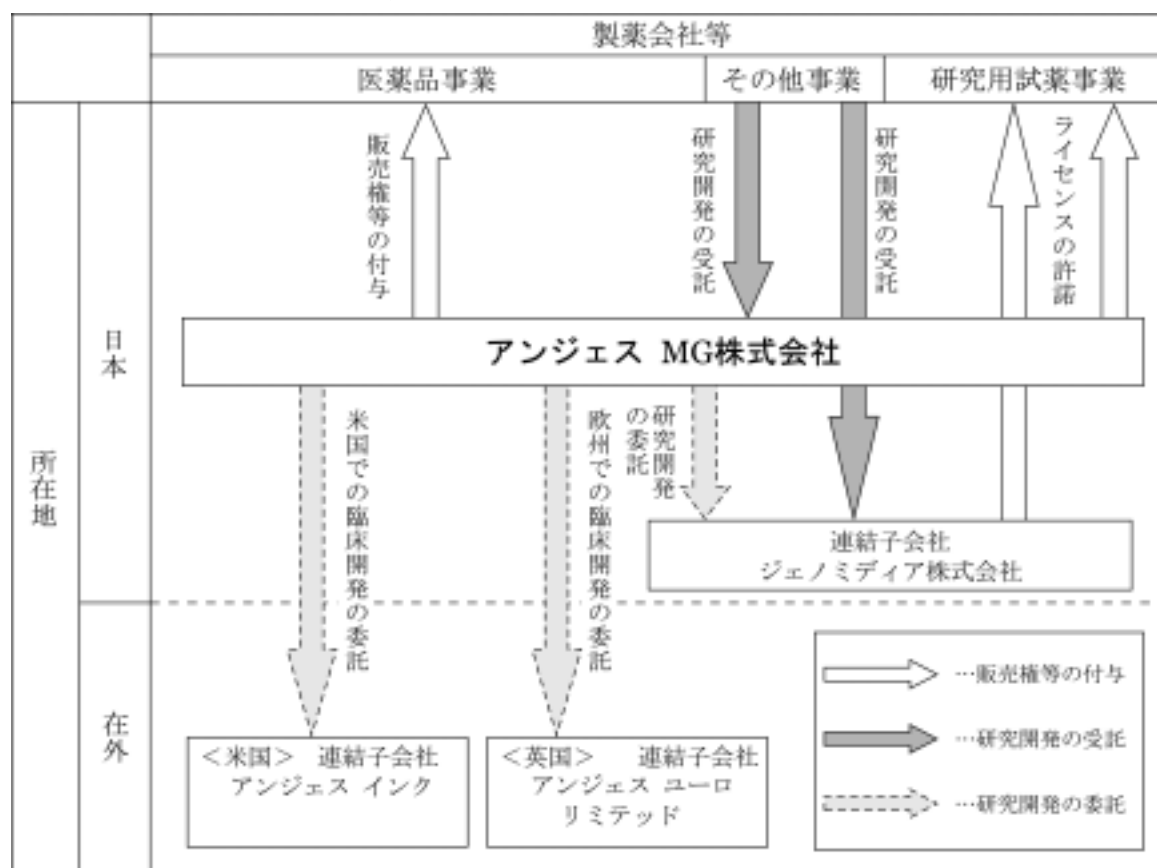 製薬会社等
医薬品事業
その他事業
研究用試薬事業
販売権等の付与
研究開発の受託
研究開発の受託
ライセンスの許諾
所在地
日本
アンジェス MG株式会社
米国での臨床開発の委託
欧州での臨床開発の委託
研究開発
の委託
連結子会社
ジェノミディア株式会社
在外
＜米国＞ 連結子会社
アンジェス インク
＜英国＞ 連結子会社
アンジェス ユーロ
リミテッド
…販売権等の付与
…研究開発の受託
…研究開発の委託